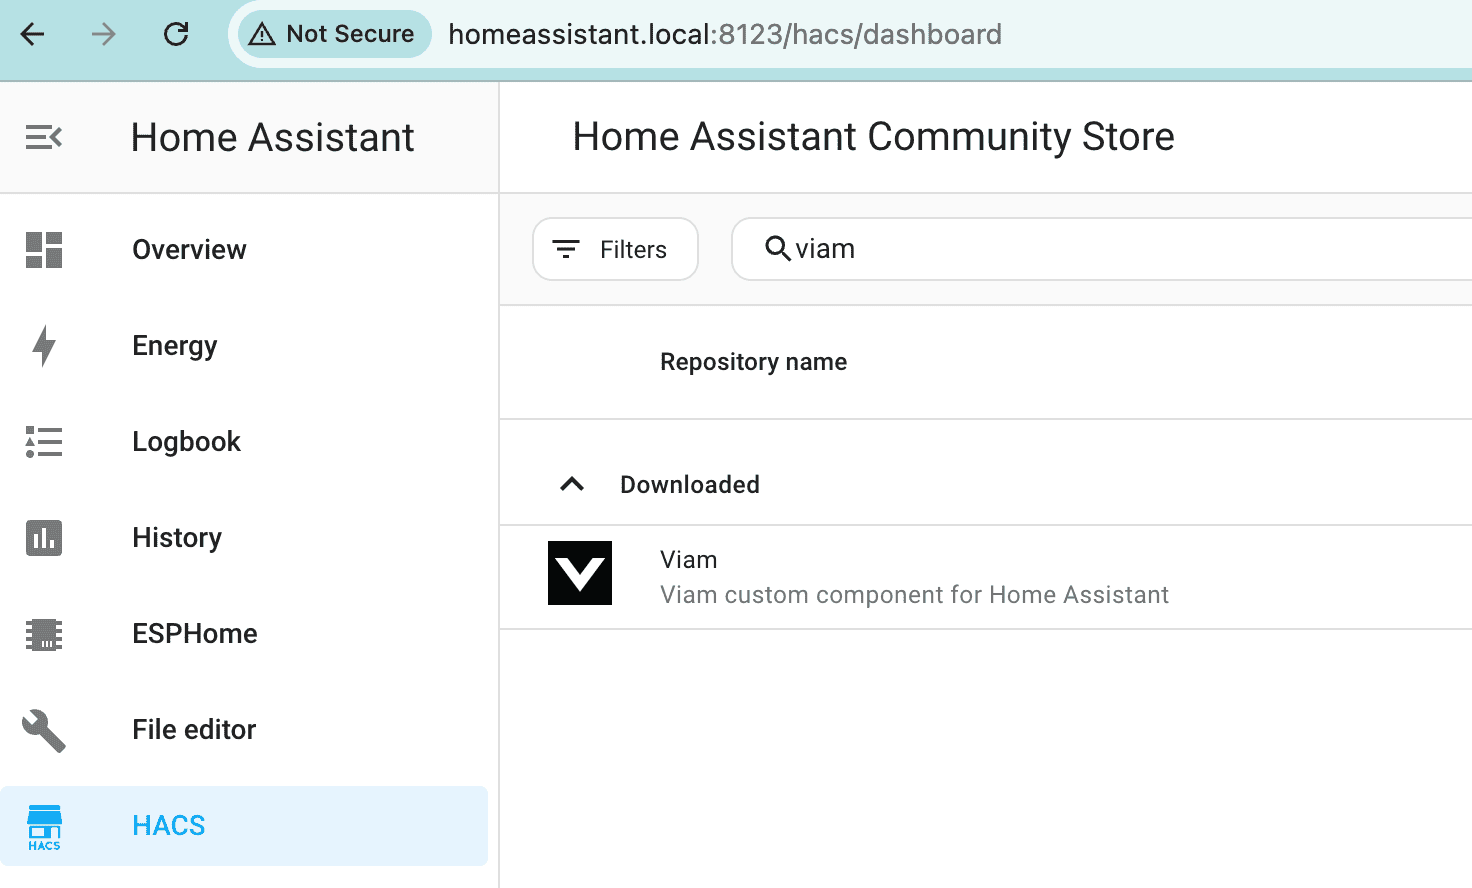 Not Secure homeassistant.local:8123/hacs/dashboard
Home Assistant
Home Assistant Community Store
Overview
Energy
Logbook
History
ESPHome
File editor
HACS
HACS
Filters
viam
Repository name
Downloaded
Viam
Viam custom component for Home Assistant